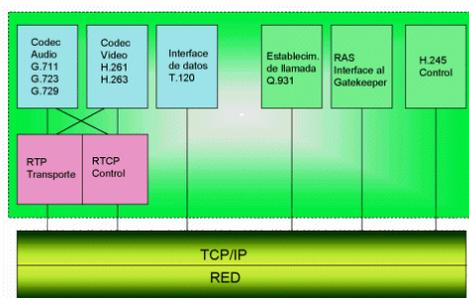 Codec
Audio
G.711
G.723
G.729
Codec
Video
H.261
H.263
Interface
de datos
T.120
Establecim.
de llamada
Q.931
RAS
Interface al
Gatekeeper
H.245
Control
RTP
Transporte
RTCP
Control
TCP/IP
RED